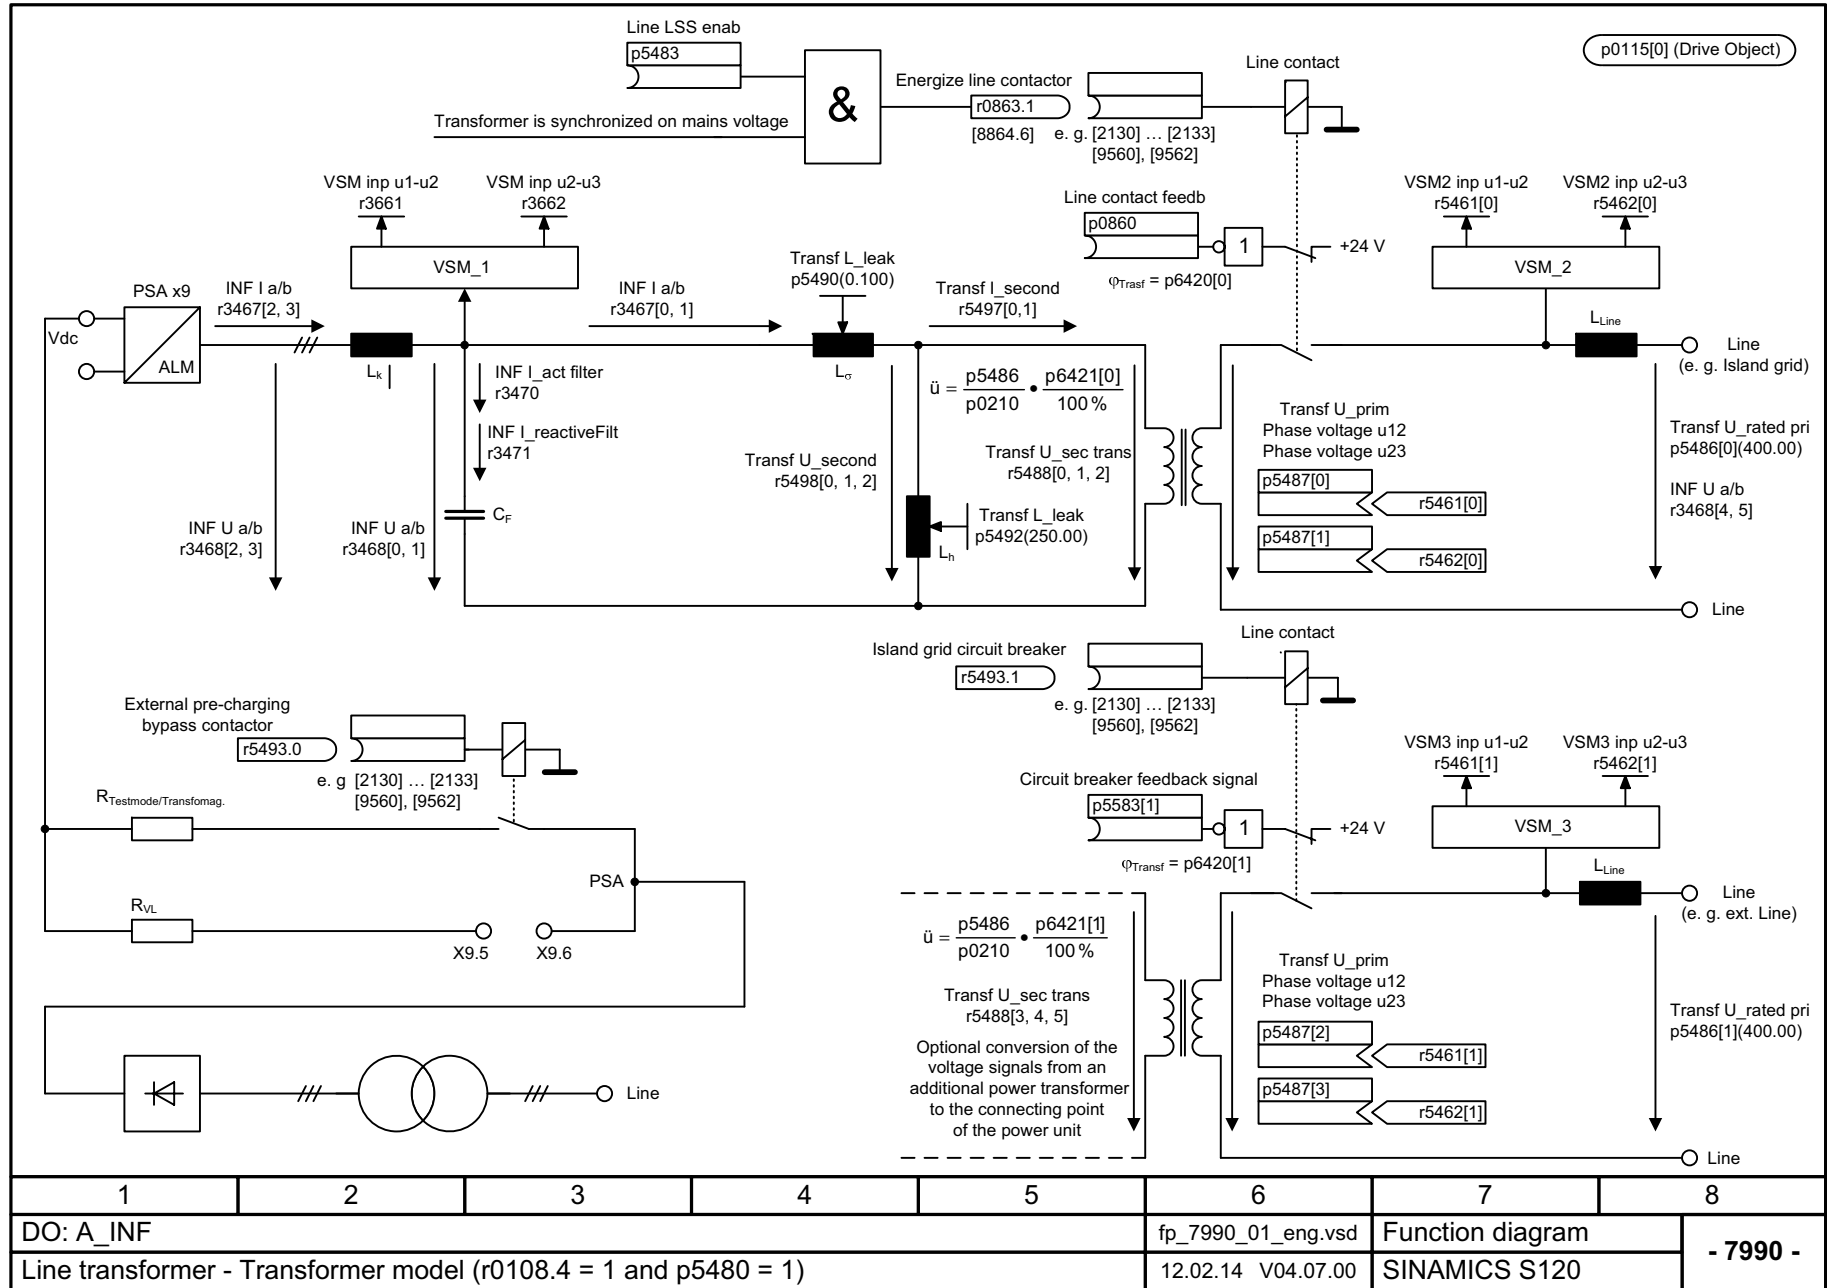 Line LSS enab
p5483
Transformer is synchronized on mains voltage
&
Energize line contactor
r0863.1
[8864.6]
e. g. [2130] … [2133]
[9560], [9562]
Line contact
p0115[0] (Drive Object)
VSM inp u1-u2
r3661
VSM inp u2-u3
r3662
VSM_1
Line contact feedb
p0860
1
+24 V
φTrasf = p6420[0]
VSM2 inp u1-u2
r5461[0]
VSM2 inp u2-u3
r5462[0]
VSM_2
PSA x9
Vdc
ALM
INF I a/b
r3467[2, 3]
Lk
INF I a/b
r3467[0, 1]
Transf L_leak
p5490(0.100)
Lσ
Transf I_second
r5497[0,1]
LLine
Line
(e. g. Island grid)
INF I_act filter
r3470
INF I_reactiveFilt
r3471
CF
INF U a/b
r3468[2, 3]
INF U a/b
r3468[0, 1]
Transf U_second
r5498[0, 1, 2]
ü = p5486 / p0210 • p6421[0] / 100 %
Transf U_sec trans
r5488[0, 1, 2]
Transf L_leak
p5492(250.00)
Lh
Transf U_prim
Phase voltage u12
Phase voltage u23
p5487[0]
r5461[0]
p5487[1]
r5462[0]
Transf U_rated pri
p5486[0](400.00)
INF U a/b
r3468[4, 5]
Line
Island grid circuit breaker
r5493.1
e. g. [2130] … [2133]
[9560], [9562]
Line contact
External pre-charging
bypass contactor
r5493.0
e. g [2130] … [2133]
[9560], [9562]
RTestmode/Transfomag.
RVL
X9.5
X9.6
PSA
Line
Circuit breaker feedback signal
p5583[1]
1
+24 V
φTransf = p6420[1]
VSM3 inp u1-u2
r5461[1]
VSM3 inp u2-u3
r5462[1]
VSM_3
LLine
Line
(e. g. ext. Line)
ü = p5486 / p0210 • p6421[1] / 100 %
Transf U_sec trans
r5488[3, 4, 5]
Optional conversion of the
voltage signals from an
additional power transformer
to the connecting point
of the power unit
Transf U_prim
Phase voltage u12
Phase voltage u23
p5487[2]
r5461[1]
p5487[3]
r5462[1]
Transf U_rated pri
p5486[1](400.00)
Line
1 2 3 4 5 6 7 8
DO: A_INF
fp_7990_01_eng.vsd
Function diagram
- 7990 -
Line transformer - Transformer model (r0108.4 = 1 and p5480 = 1)
12.02.14 V04.07.00
SINAMICS S120